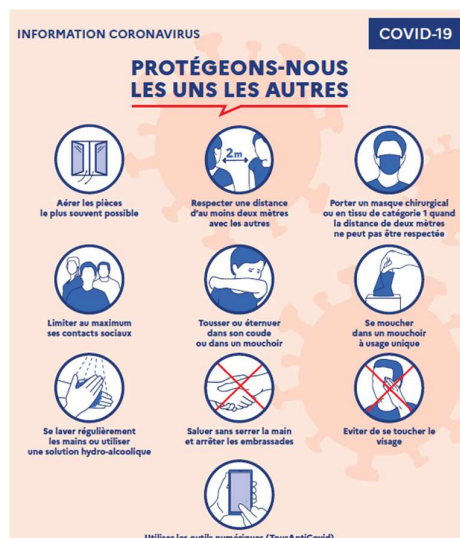 INFORMATION CORONAVIRUS
COVID-19
PROTÉGEONS-NOUS
LES UNS LES AUTRES
Aérer les pièces
le plus souvent possible
2m
Respecter une distance
d'au moins deux mètres
avec les autres
Porter un masque chirurgical
ou en tissu de catégorie 1 quand
la distance de deux mètres
ne peut pas être respectée
Limiter au maximum
ses contacts sociaux
Tousser ou éternuer
dans son coude
ou dans un mouchoir
Se moucher
dans un mouchoir
à usage unique
Se laver régulièrement
les mains ou utiliser
une solution hydro-alcoolique
Saluer sans serrer la main
et arrêter les embrassades
Eviter de se toucher le
visage
Utiliser les outils numériques (TousAntiCovid)